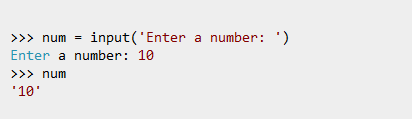 >>> num = input('Enter a number: ')
Enter a number: 10
>>> num
'10'